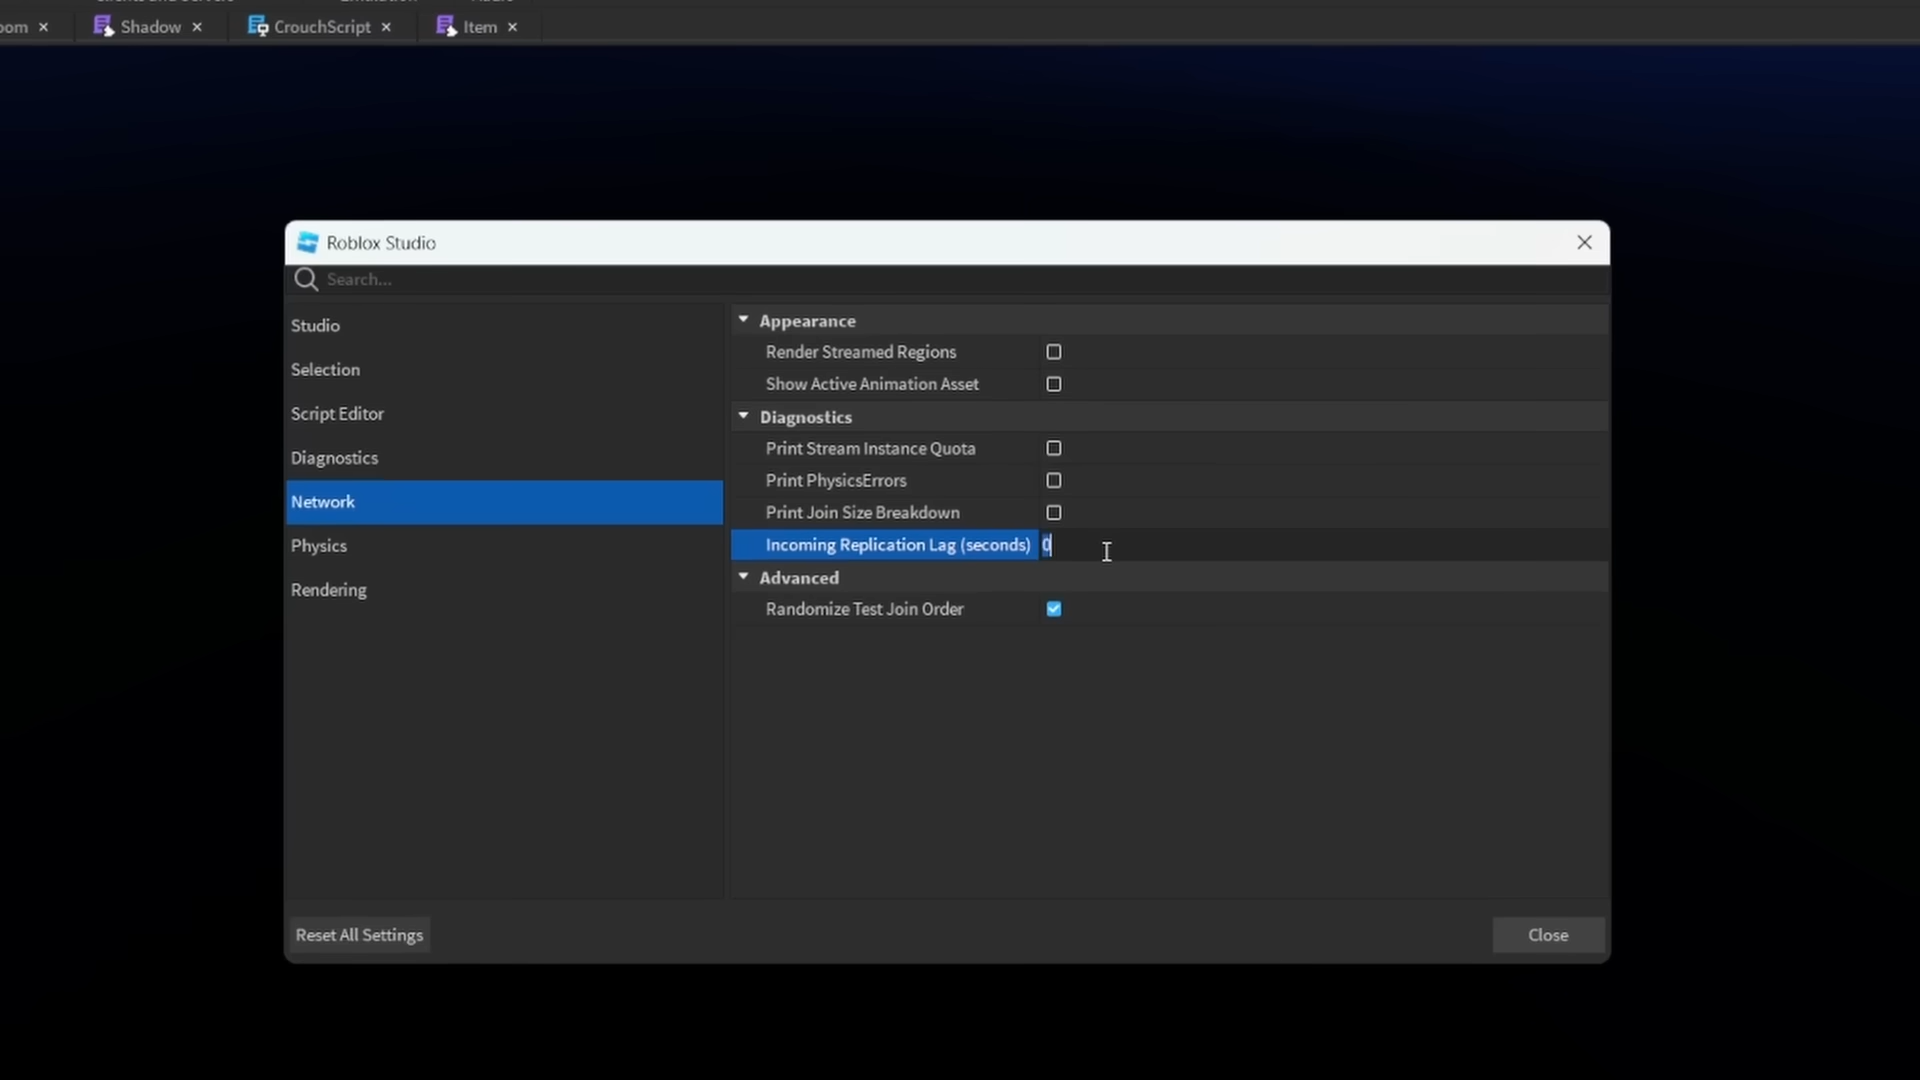 oom × Shadow × CrouchScript × Item ×
Roblox Studio
Search...
Studio
Selection
Script Editor
Diagnostics
Network
Physics
Rendering
Appearance
Render Streamed Regions
Show Active Animation Asset
Diagnostics
Print Stream Instance Quota
Print PhysicsErrors
Print Join Size Breakdown
Incoming Replication Lag (seconds) 0
Advanced
Randomize Test Join Order
Reset All Settings
Close